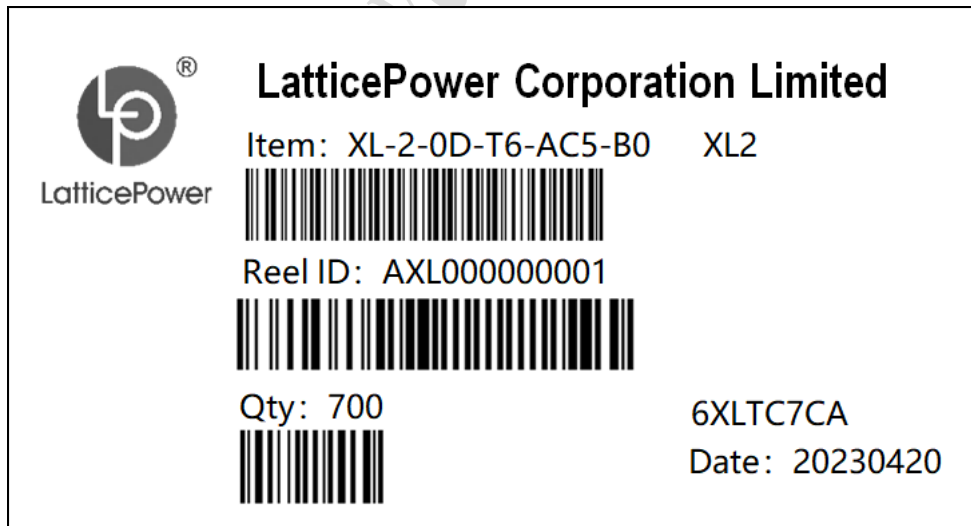 LatticePower Corporation Limited
®
LatticePower
Item: XL-2-0D-T6-AC5-B0 XL2
Reel ID: AXL000000001
Qty: 700
6XLTC7CA
Date: 20230420